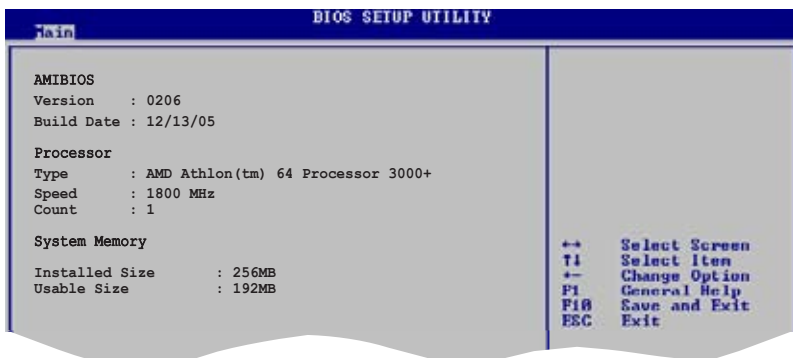 BIOS SETUP UTILITY
Main
AMIBIOS
Version : 0206
Build Date : 12/13/05
Processor
Type : AMD Athlon(tm) 64 Processor 3000+
Speed : 1800 MHz
Count : 1
System Memory
Installed Size : 256MB
Usable Size : 192MB
←→ Select Screen
↑↓ Select Item
+- Change Option
F1 General Help
F10 Save and Exit
ESC Exit